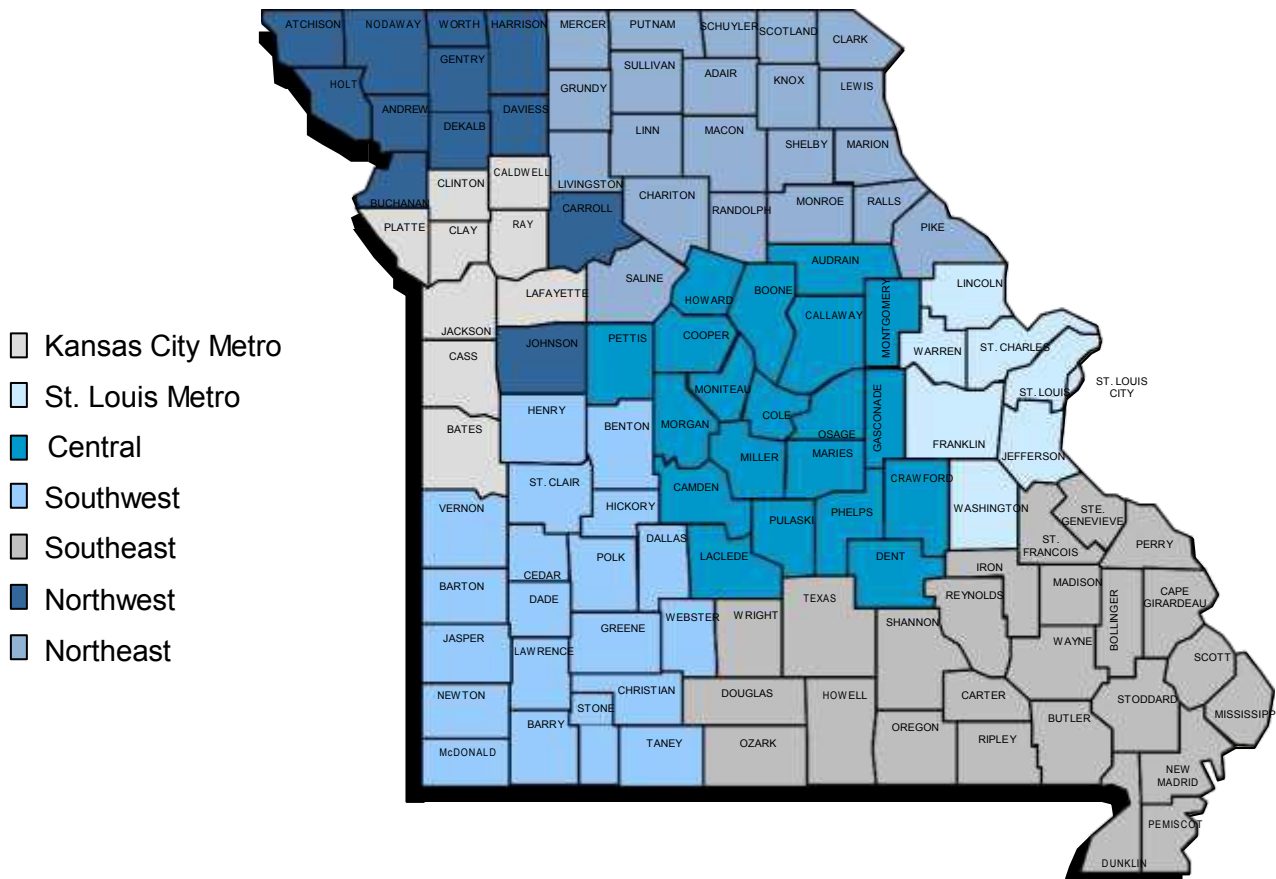 ATCHISON
NODAWAY
WORTH
HARRISON
MERCER
PUTNAM
SCHUYLER
SCOTLAND
CLARK
GENTRY
SULLIVAN
ADAIR
KNOX
LEWIS
HOLT
GRUNDY
ANDREW
DAVIESS
DEKALB
LINN
MACON
SHELBY
MARION
CALDWELL
CLINTON
LIVINGSTON
CHARITON
BUCHANAN
CARROLL
RANDOLPH
MONROE
RALLS
PLATTE
CLAY
RAY
PIKE
AUDRAIN
SALINE
LINCOLN
LAFAYETTE
HOWARD
BOONE
CALLAWAY
MONTGOMERY
JACKSON
JOHNSON
PETTIS
COOPER
WARREN
ST. CHARLES
CASS
MONITEAU
ST. LOUIS
ST. LOUIS
CITY
HENRY
BENTON
MORGAN
COLE
OSAGE
GASCONADE
FRANKLIN
BATES
MILLER
MARIES
JEFFERSON
ST. CLAIR
CAMDEN
CRAWFORD
VERNON
HICKORY
PULASKI
PHELPS
WASHINGTON
STE.
GENEVIEVE
DALLAS
ST.
FRANCOIS
PERRY
POLK
LACLEDE
DENT
CEDAR
IRON
BARTON
MADISON
CAPE
GIRARDEAU
DADE
TEXAS
REYNOLDS
BOLLINGER
WRIGHT
WEBSTER
GREENE
SHANNON
JASPER
LAWRENCE
WAYNE
SCOTT
NEWTON
CHRISTIAN
DOUGLAS
HOWELL
CARTER
STODDARD
STONE
BUTLER
MISSISSIPP
BARRY
OREGON
McDONALD
TANEY
OZARK
RIPLEY
NEW
MADRID
PEMISCOT
DUNKLIN
Kansas City Metro
St. Louis Metro
Central
Southwest
Southeast
Northwest
Northeast